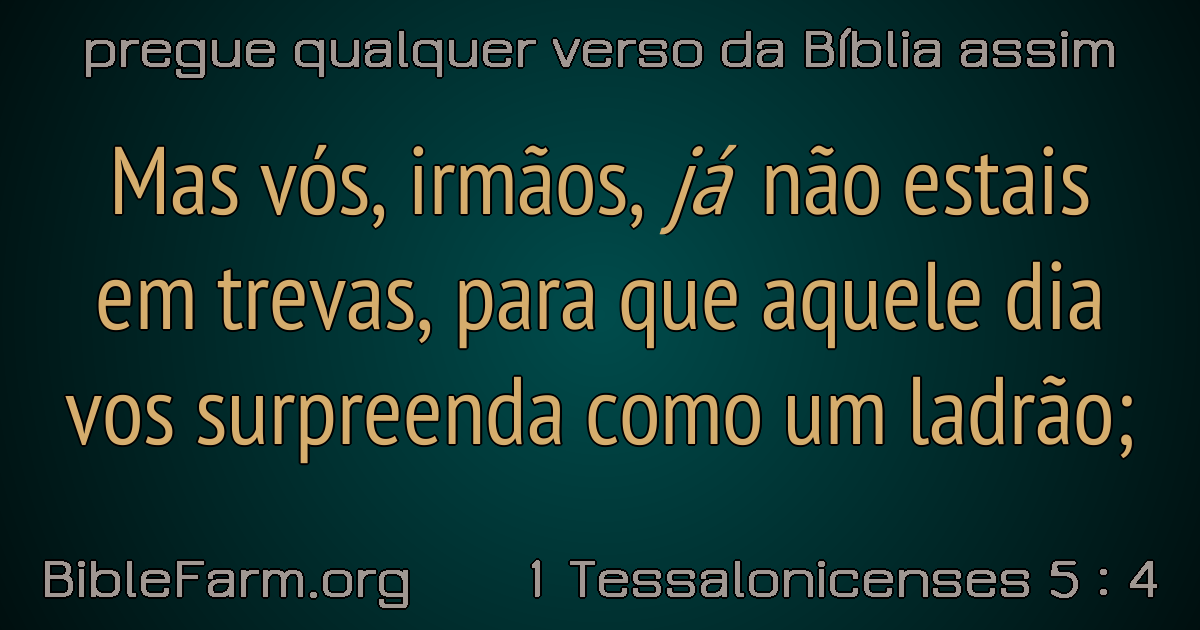 pregue qualquer verso da Bíblia assim
Mas vós, irmãos, já não estais
em trevas, para que aquele dia
vos surpreenda como um ladrão;
BibleFarm.org 1 Tessalonicenses 5 : 4